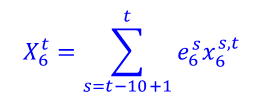 $X_6^t = \sum_{s=t-10+1}^{t} e_6^s x_6^{s,t}$